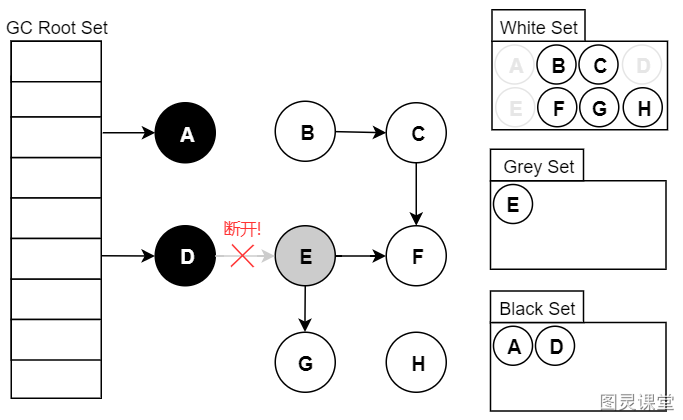 GC Root Set
White Set
A B C D
E F G H
A
B
C
Grey Set
E
断开!
D
E
F
Black Set
A D
G
H
图灵课堂